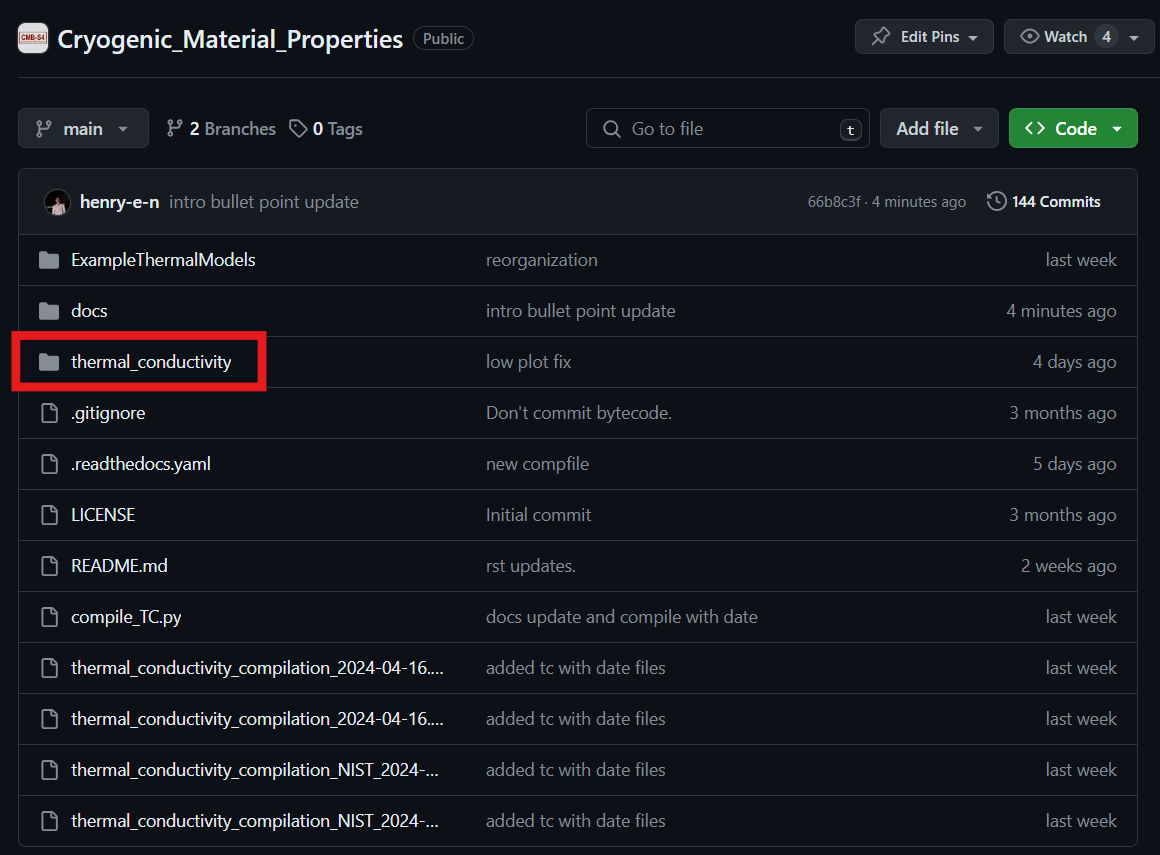 CMB-S4 Cryogenic_Material_Properties Public Edit Pins Watch 4
main 2 Branches 0 Tags Go to file t Add file Code
henry-e-n intro bullet point update 66b8c3f · 4 minutes ago 144 Commits
ExampleThermalModels reorganization last week
docs intro bullet point update 4 minutes ago
thermal_conductivity low plot fix 4 days ago
.gitignore Don't commit bytecode. 3 months ago
.readthedocs.yaml new compfile 5 days ago
LICENSE Initial commit 3 months ago
README.md rst updates. 2 weeks ago
compile_TC.py docs update and compile with date last week
thermal_conductivity_compilation_2024-04-16.... added tc with date files last week
thermal_conductivity_compilation_2024-04-16.... added tc with date files last week
thermal_conductivity_compilation_NIST_2024-... added tc with date files last week
thermal_conductivity_compilation_NIST_2024-... added tc with date files last week